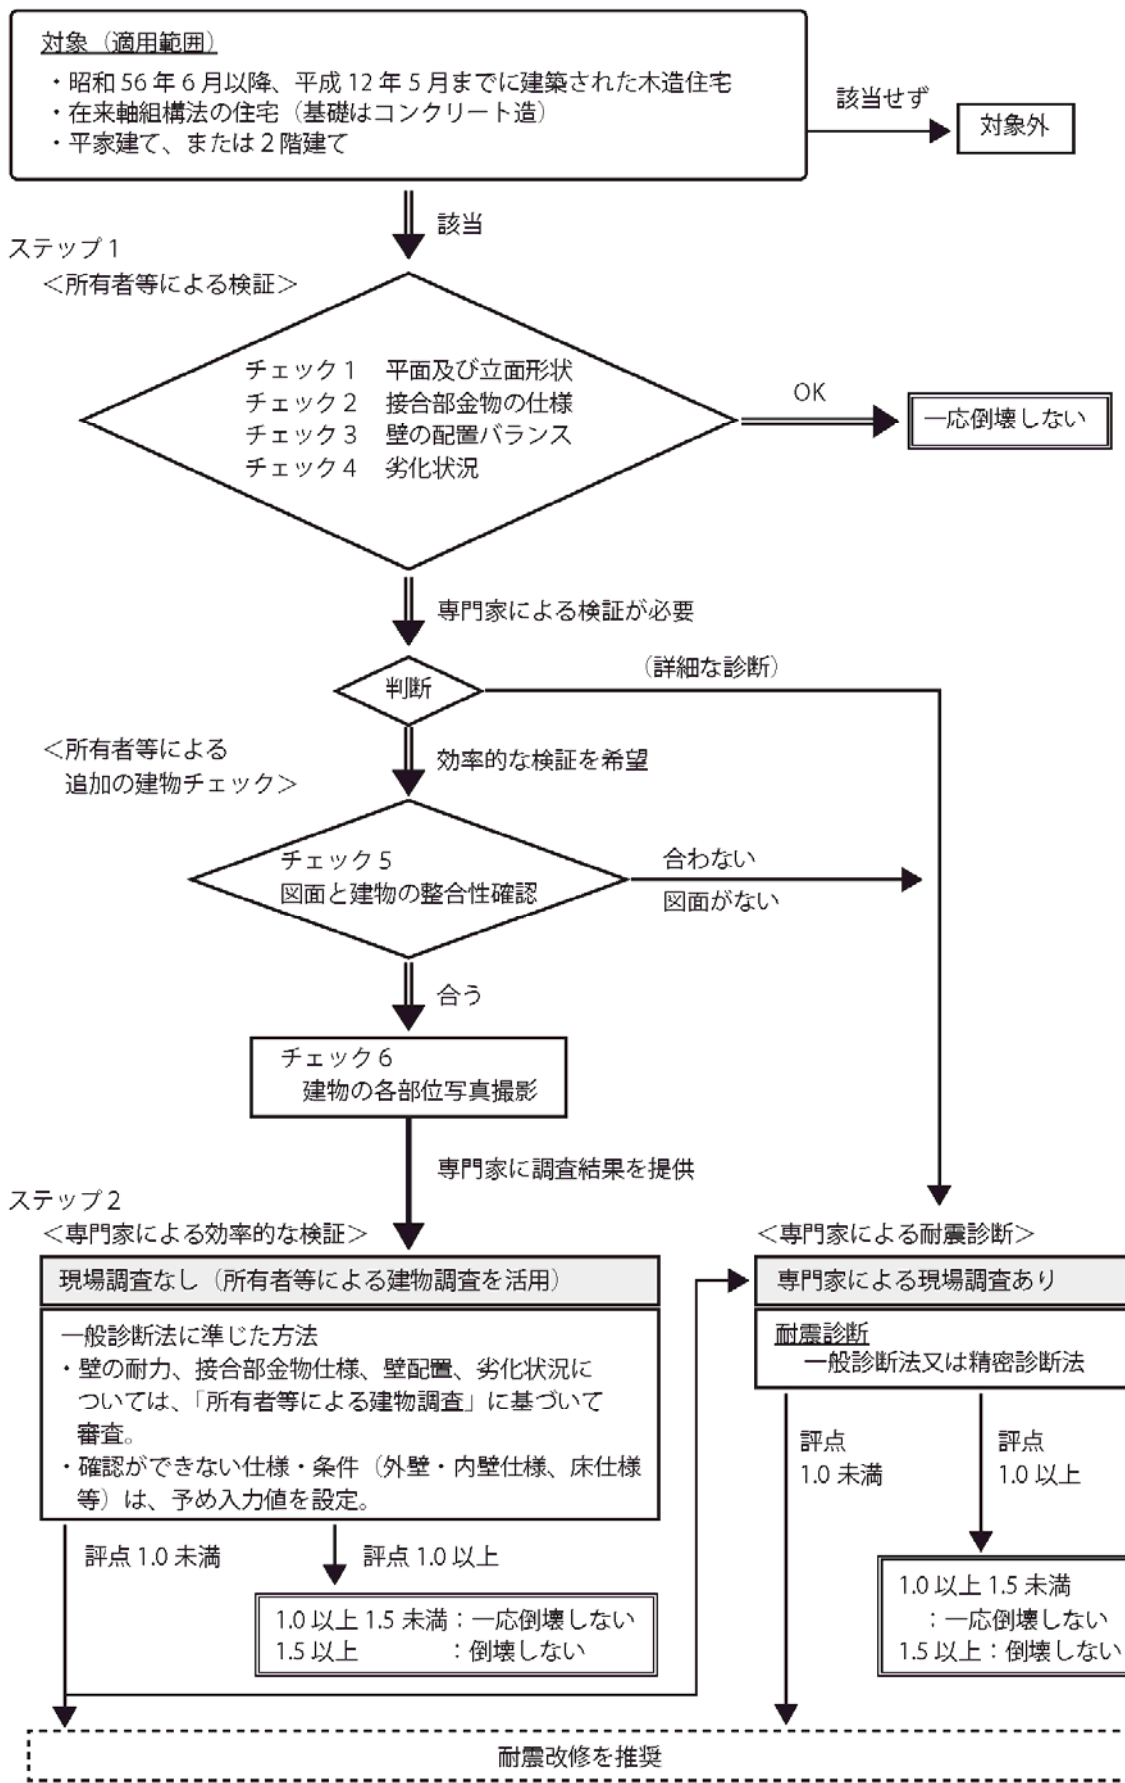 対象（適用範囲）
・昭和 56 年 6 月以降、平成 12 年 5 月までに建築された木造住宅
・在来軸組構法の住宅（基礎はコンクリート造）
・平家建て、または 2 階建て
該当せず
対象外
該当
ステップ 1
＜所有者等による検証＞
チェック 1　平面及び立面形状
チェック 2　接合部金物の仕様
チェック 3　壁の配置バランス
チェック 4　劣化状況
OK
一応倒壊しない
専門家による検証が必要
判断
（詳細な診断）
＜所有者等による
追加の建物チェック＞
効率的な検証を希望
チェック 5
図面と建物の整合性確認
合わない
図面がない
合う
チェック 6
建物の各部位写真撮影
専門家に調査結果を提供
ステップ 2
＜専門家による効率的な検証＞
現場調査なし（所有者等による建物調査を活用）
一般診断法に準じた方法
・壁の耐力、接合部金物仕様、壁配置、劣化状況に
ついては、「所有者等による建物調査」に基づいて
審査。
・確認ができない仕様・条件（外壁・内壁仕様、床仕様
等）は、予め入力値を設定。
評点 1.0 未満
評点 1.0 以上
1.0 以上 1.5 未満：一応倒壊しない
1.5 以上　　　　：倒壊しない
＜専門家による耐震診断＞
専門家による現場調査あり
耐震診断
一般診断法又は精密診断法
評点
1.0 未満
評点
1.0 以上
1.0 以上 1.5 未満
：一応倒壊しない
1.5 以上：倒壊しない
耐震改修を推奨